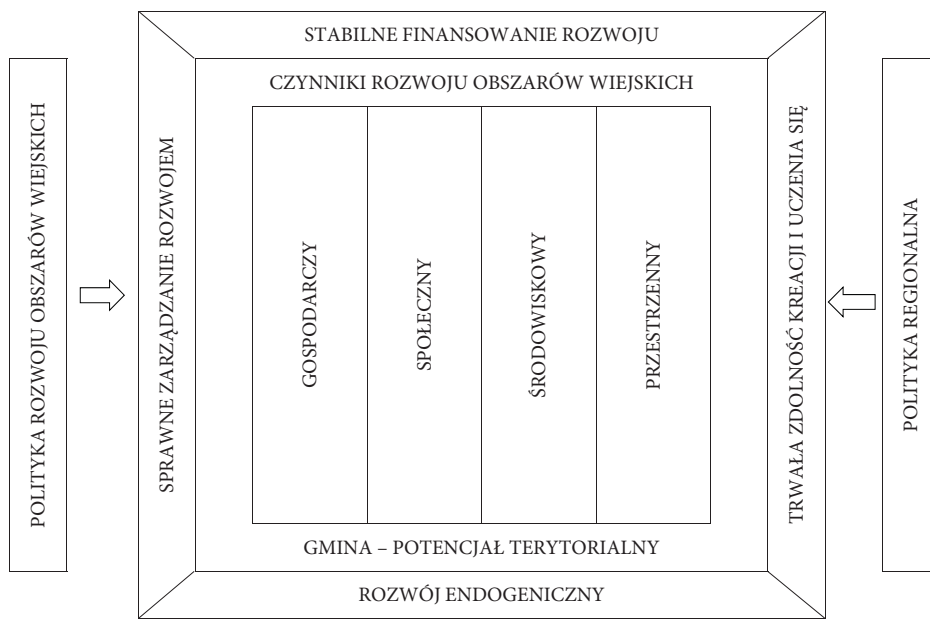 STABILNE FINANSOWANIE ROZWOJU
CZYNNIKI ROZWOJU OBSZARÓW WIEJSKICH
POLITYKA ROZWOJU OBSZARÓW WIEJSKICH
SPRAWNE ZARZĄDZANIE ROZWOJEM
GOSPODARCZY
SPOŁECZNY
ŚRODOWISKOWY
PRZESTRZENNY
TRWAŁA ZDOLNOŚĆ KREACJI I UCZENIA SIĘ
POLITYKA REGIONALNA
GMINA – POTENCJAŁ TERYTORIALNY
ROZWÓJ ENDOGENICZNY